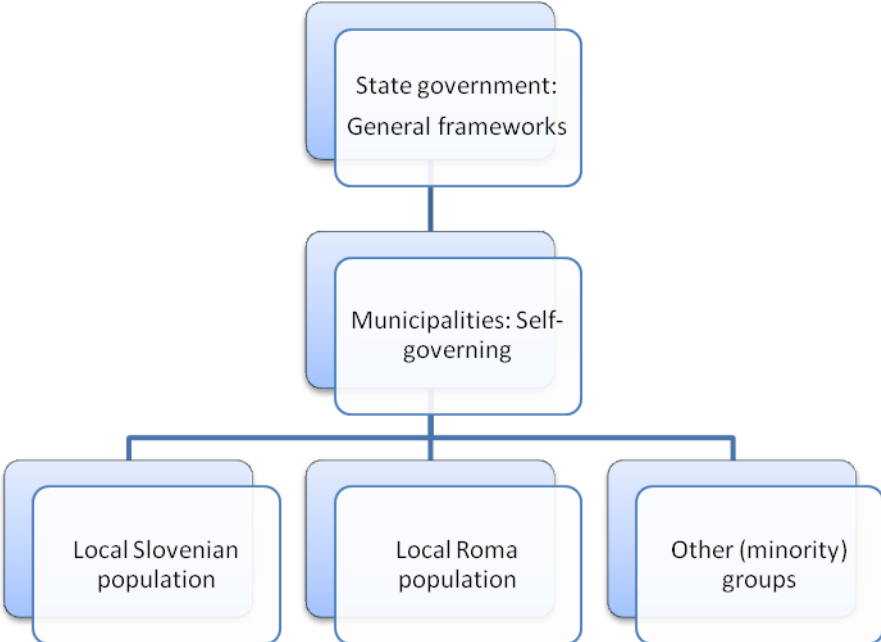 State government:
General frameworks
Municipalities: Self-
governing
Local Slovenian
population
Local Roma
population
Other (minority)
groups